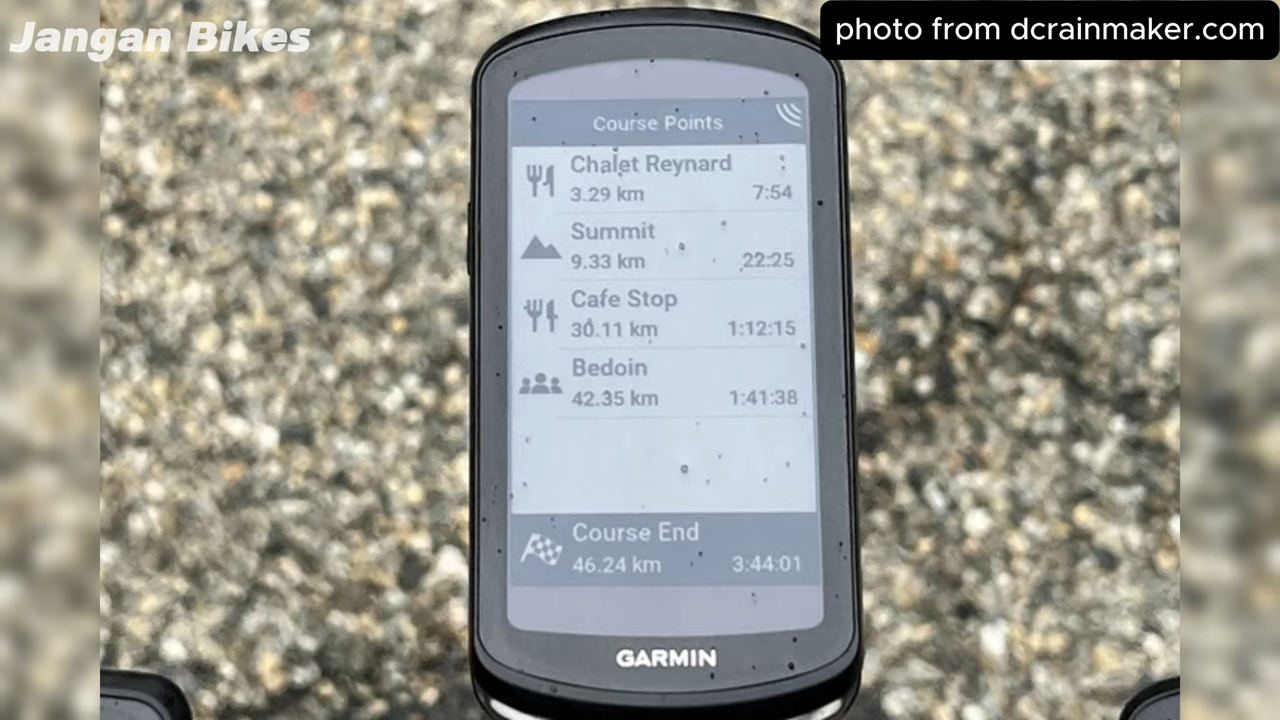 Jangan Bikes
photo from dcrainmaker.com
Course Points
Chalet Reynard
3.29 km 7:54
Summit
9.33 km 22:25
Cafe Stop
30.11 km 1:12:15
Bedoin
42.35 km 1:41:38
Course End
46.24 km 3:44:01
GARMIN